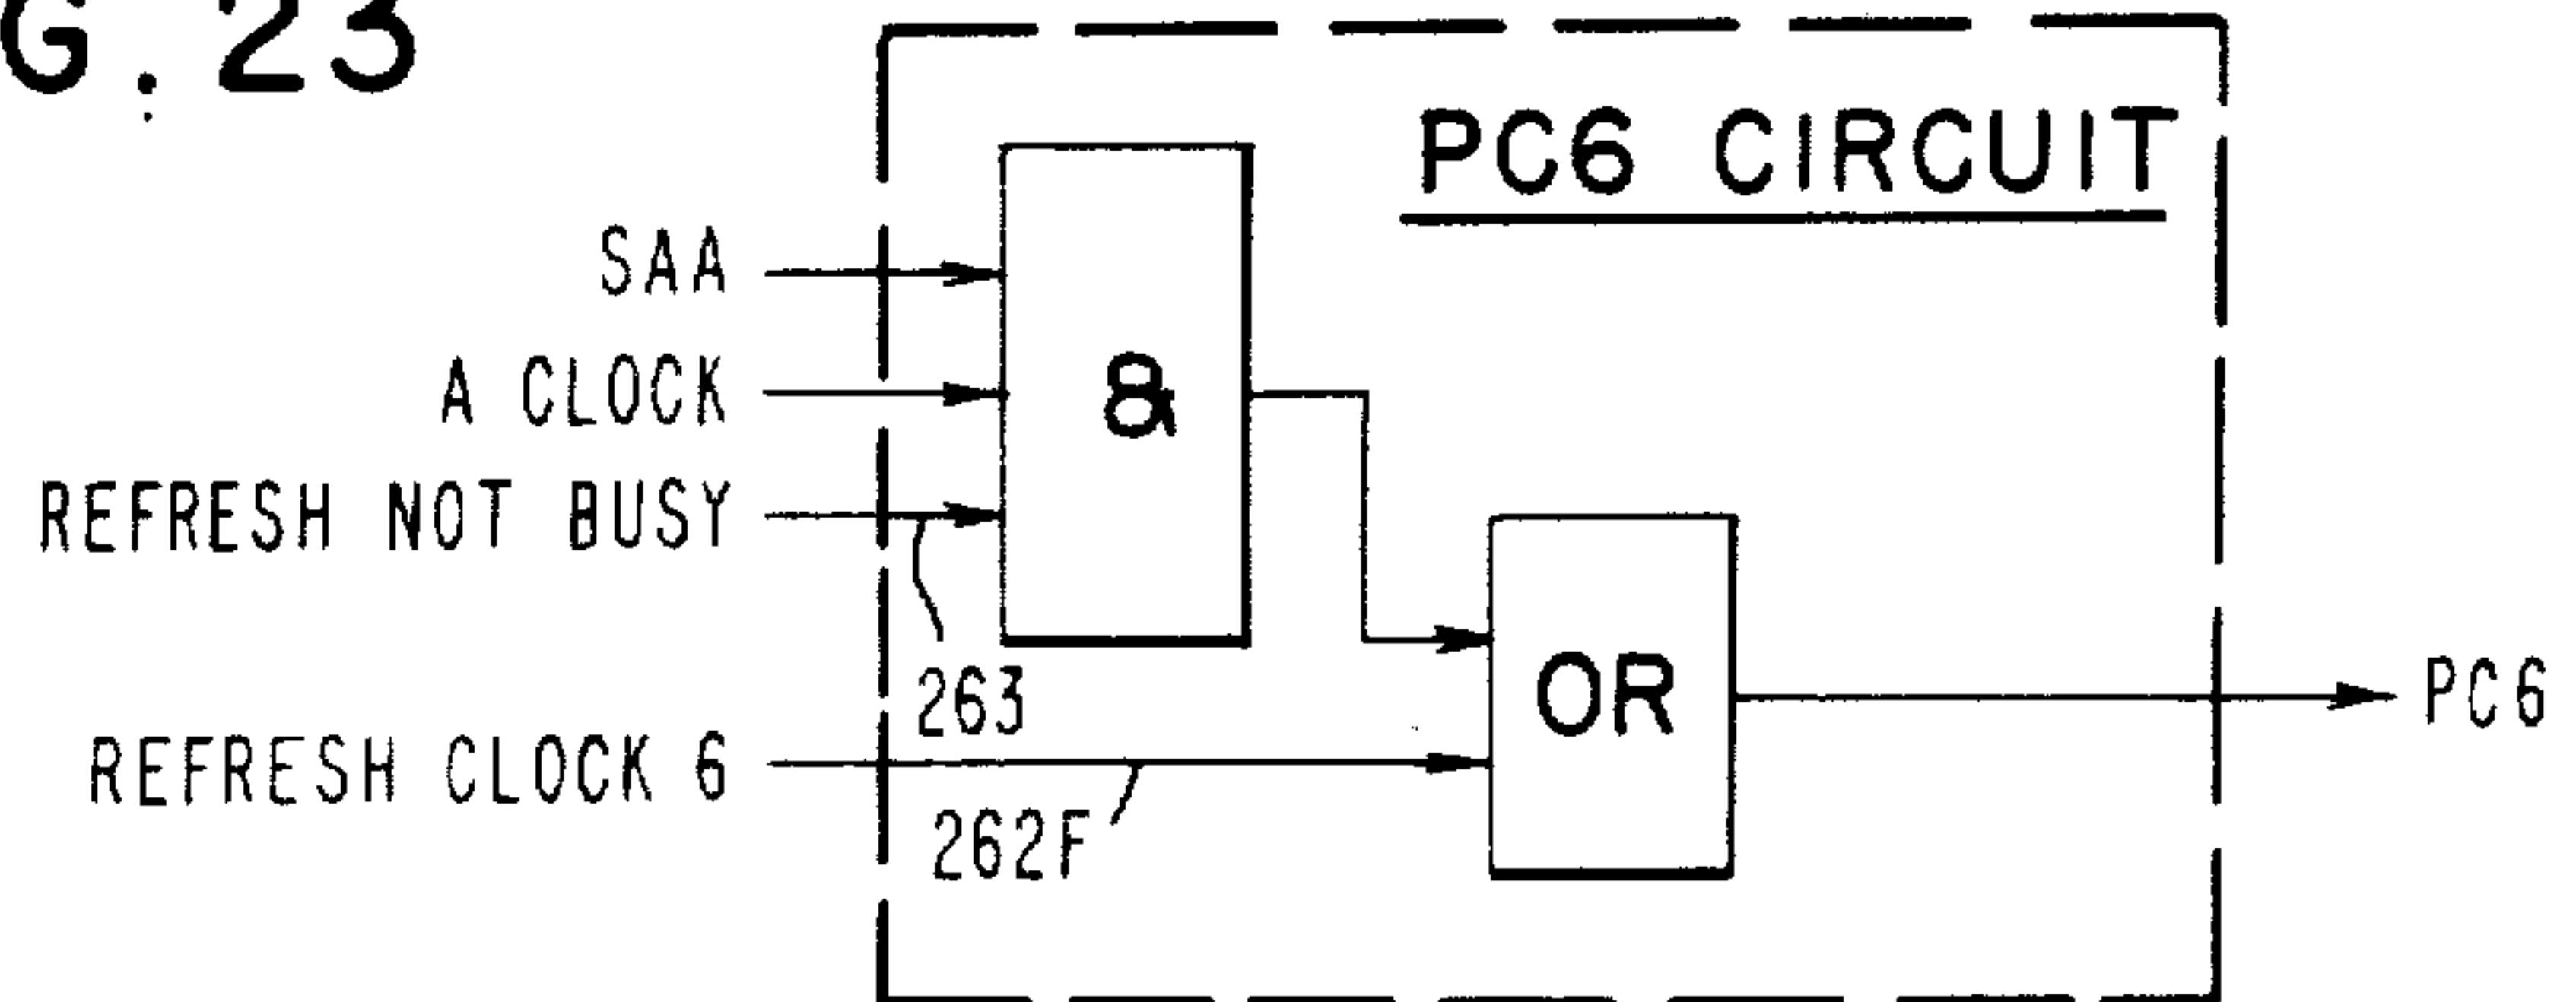 G. 23
PC6 CIRCUIT
SAA
A CLOCK
&
REFRESH NOT BUSY
263
OR
PC6
REFRESH CLOCK 6
262F